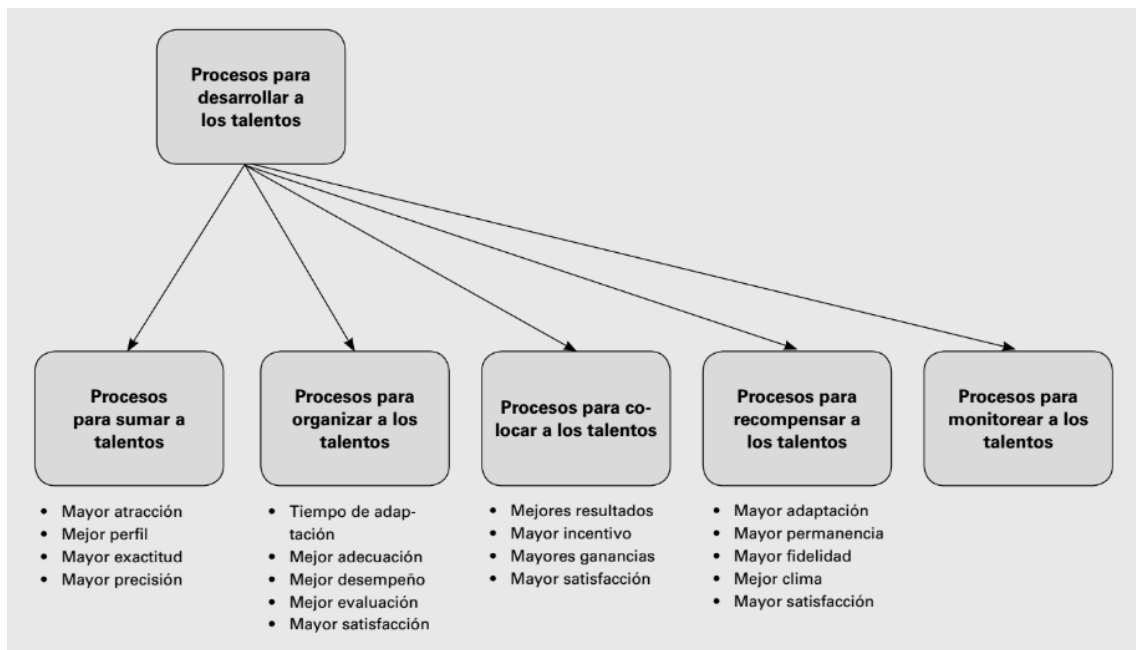 Procesos para
desarrollar a
los talentos
Procesos
para sumar a
talentos
Procesos para
organizar a los
talentos
Procesos para co-
locar a los talentos
Procesos para
recompensar a
los talentos
Procesos para
monitorear a los
talentos
• Mayor atracción
• Mejor perfil
• Mayor exactitud
• Mayor precisión
• Tiempo de adap-
tación
• Mejor adecuación
• Mejor desempeño
• Mejor evaluación
• Mayor satisfacción
• Mejores resultados
• Mayor incentivo
• Mayores ganancias
• Mayor satisfacción
• Mayor adaptación
• Mayor permanencia
• Mayor fidelidad
• Mejor clima
• Mayor satisfacción